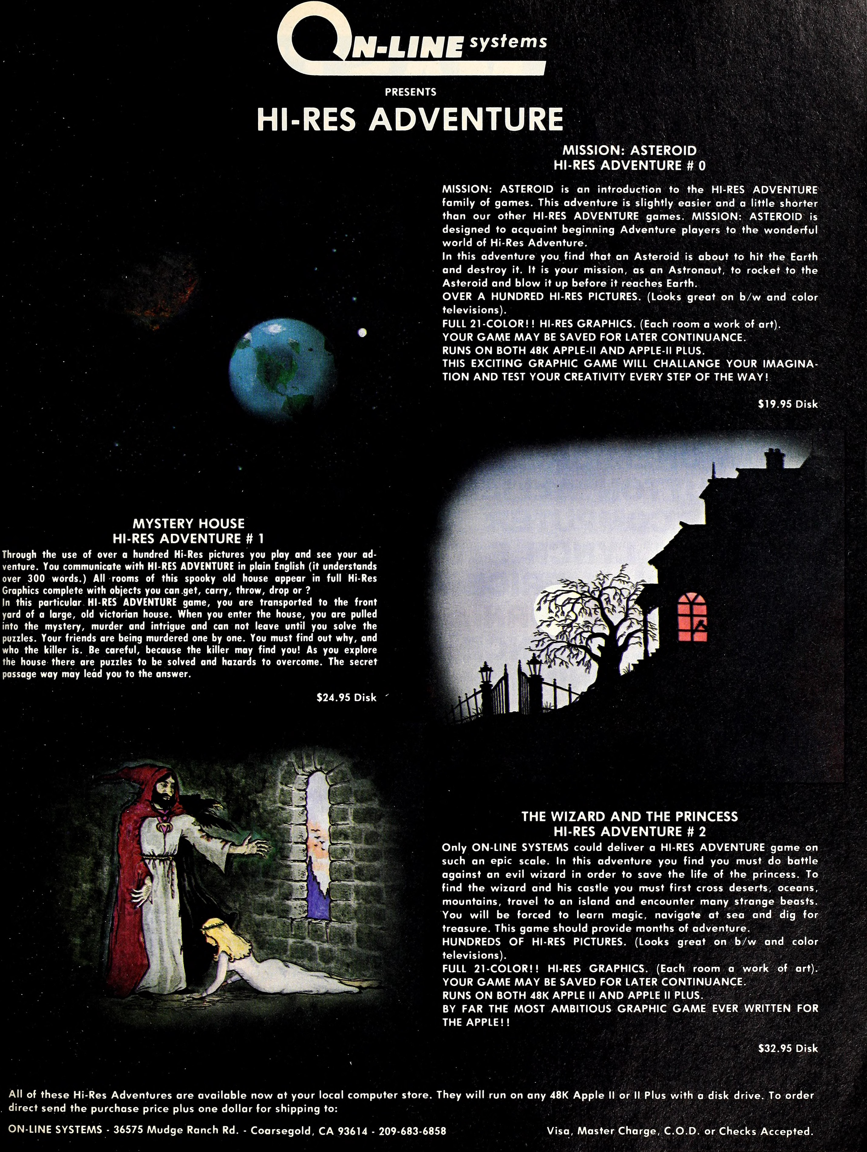 ON-LINE systems
PRESENTS
HI-RES ADVENTURE
MISSION: ASTEROID
HI-RES ADVENTURE # 0
MISSION: ASTEROID is an introduction to the HI-RES ADVENTURE
family of games. This adventure is slightly easier and a little shorter
than our other HI-RES ADVENTURE games. MISSION: ASTEROID is
designed to acquaint beginning Adventure players to the wonderful
world of Hi-Res Adventure.
In this adventure you find that an Asteroid is about to hit the Earth
and destroy it. It is your mission, as an Astronaut, to rocket to the
Asteroid and blow it up before it reaches Earth.
OVER A HUNDRED HI-RES PICTURES. (Looks great on b/w and color
televisions).
FULL 21-COLOR!! HI-RES GRAPHICS. (Each room a work of art).
YOUR GAME MAY BE SAVED FOR LATER CONTINUANCE.
RUNS ON BOTH 48K APPLE-II AND APPLE-II PLUS.
THIS EXCITING GRAPHIC GAME WILL CHALLANGE YOUR IMAGINA-
TION AND TEST YOUR CREATIVITY EVERY STEP OF THE WAY!
$19.95 Disk
MYSTERY HOUSE
HI-RES ADVENTURE # 1
Through the use of over a hundred Hi-Res pictures you play and see your ad-
venture. You communicate with HI-RES ADVENTURE in plain English (it understands
over 300 words.) All rooms of this spooky old house appear in full Hi-Res
Graphics complete with objects you can get, carry, throw, drop or ?
In this particular HI-RES ADVENTURE game, you are transported to the front
yard of a large, old victorian house. When you enter the house, you are pulled
into the mystery, murder and intrigue and can not leave until you solve the
puzzles. Your friends are being murdered one by one. You must find out why, and
who the killer is. Be careful, because the killer may find you! As you explore
the house there are puzzles to be solved and hazards to overcome. The secret
passage way may lead you to the answer.
$24.95 Disk
THE WIZARD AND THE PRINCESS
HI-RES ADVENTURE # 2
Only ON-LINE SYSTEMS could deliver a HI-RES ADVENTURE game on
such an epic scale. In this adventure you find you must do battle
against an evil wizard in order to save the life of the princess. To
find the wizard and his castle you must first cross deserts, oceans,
mountains, travel to an island and encounter many strange beasts.
You will be forced to learn magic, navigate at sea and dig for
treasure. This game should provide months of adventure.
HUNDREDS OF HI-RES PICTURES. (Looks great on b/w and color
televisions).
FULL 21-COLOR!! HI-RES GRAPHICS. (Each room a work of art).
YOUR GAME MAY BE SAVED FOR LATER CONTINUANCE.
RUNS ON BOTH 48K APPLE II AND APPLE II PLUS.
BY FAR THE MOST AMBITIOUS GRAPHIC GAME EVER WRITTEN FOR
THE APPLE!!
$32.95 Disk
All of these Hi-Res Adventures are available now at your local computer store. They will run on any 48K Apple II or II Plus with a disk drive. To order
direct send the purchase price plus one dollar for shipping to:
ON-LINE SYSTEMS - 36575 Mudge Ranch Rd. - Coarsegold, CA 93614 - 209-683-6858
Visa, Master Charge, C.O.D. or Checks Accepted.